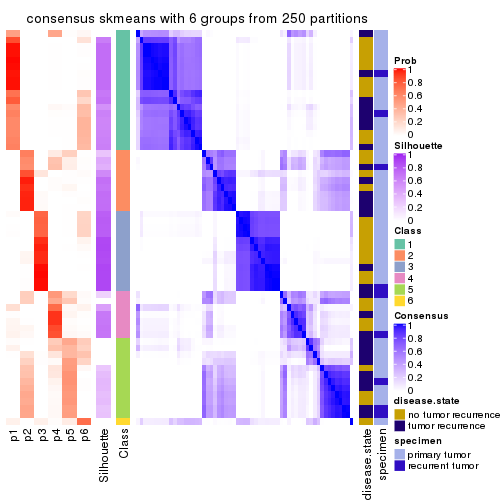 consensus skmeans with 6 groups from 250 partitions
Prob
1
0.8
0.6
0.4
0.2
0
Silhouette
1
0.8
0.6
0.4
0.2
0
Class
1
2
3
4
5
6
Consensus
1
0.8
0.6
0.4
0.2
0
disease.state
no tumor recurrence
tumor recurrence
specimen
primary tumor
recurrent tumor
p1
p2
p3
p4
p5
p6
Silhouette
Class
disease.state
specimen